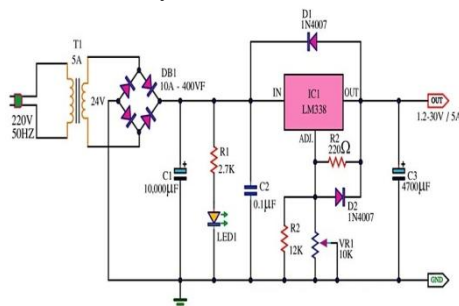 D1
1N4007
T1
5A
DB1
10A - 400VF
IC1
LM338
IN
OUT
ADJ.
OUT
1.2-30V / 5A
220V
50HZ
24V
R1
2.7K
R2
220Ω
C1
10,000µF
C2
0.1µF
D2
1N4007
C3
4700µF
LED1
R2
12K
VR1
10K
GND